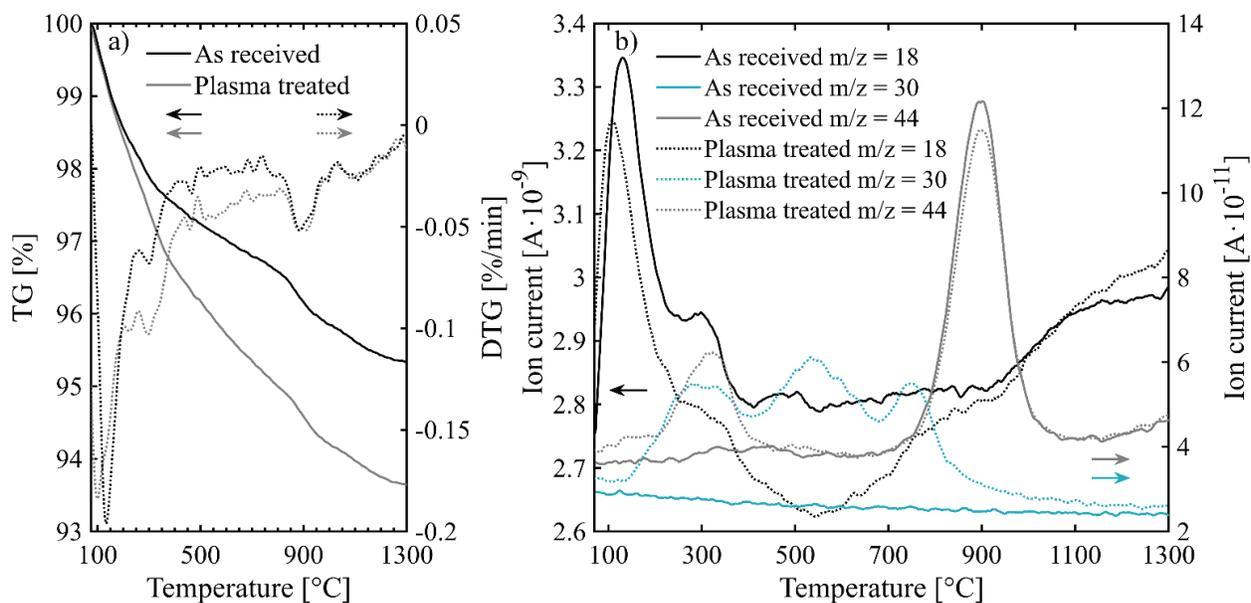 a)
As received
Plasma treated
100
99
98
97
96
95
94
93
TG [%]
0.05
0
-0.05
-0.1
-0.15
-0.2
DTG [%/min]
100 500 900 1300
Temperature [°C]
b)
As received m/z = 18
As received m/z = 30
As received m/z = 44
Plasma treated m/z = 18
Plasma treated m/z = 30
Plasma treated m/z = 44
3.4
3.3
3.2
3.1
3
2.9
2.8
2.7
2.6
Ion current [A·10⁻⁹]
14
12
10
8
6
4
2
Ion current [A·10⁻¹¹]
100 300 500 700 900 1100 1300
Temperature [°C]